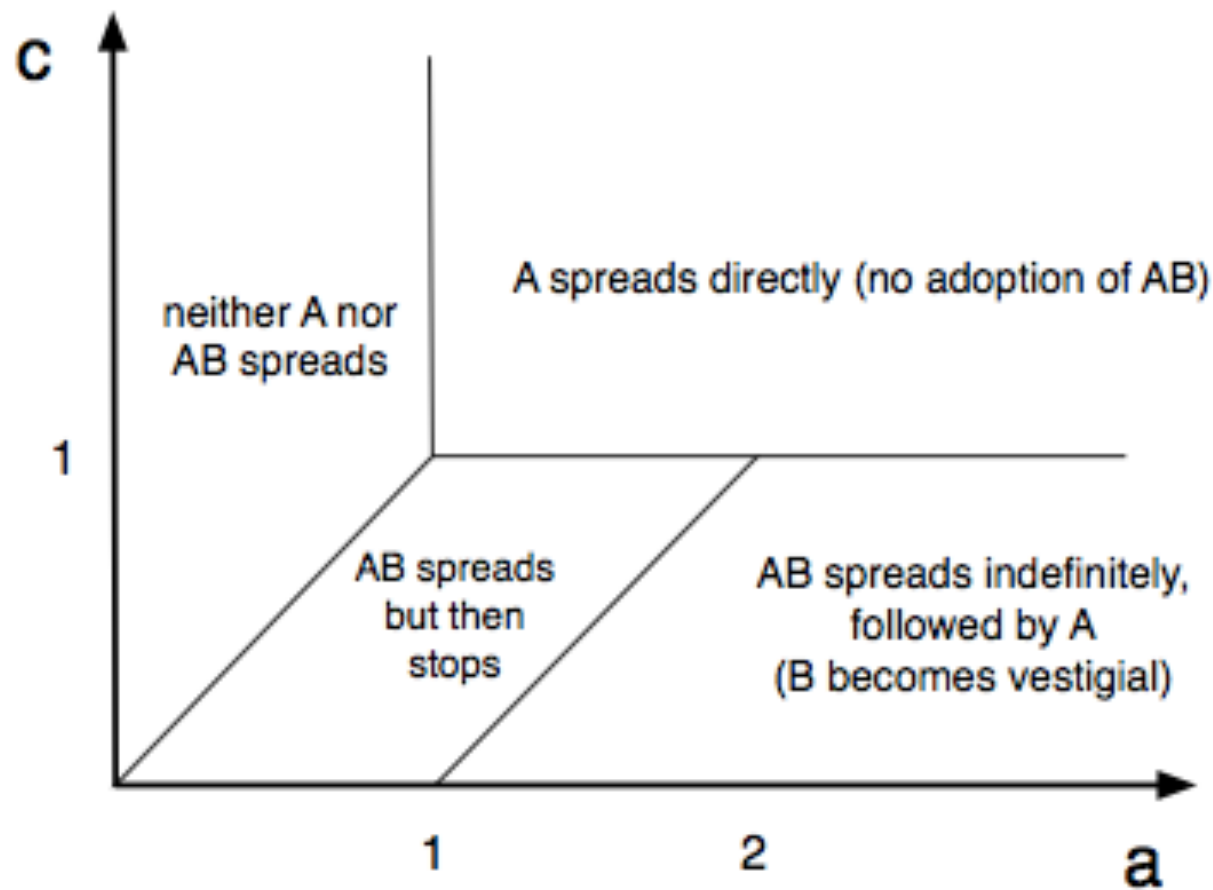 c
A spreads directly (no adoption of AB)
neither A nor
AB spreads
1
AB spreads
but then
stops
AB spreads indefinitely,
followed by A
(B becomes vestigial)
1
2
a